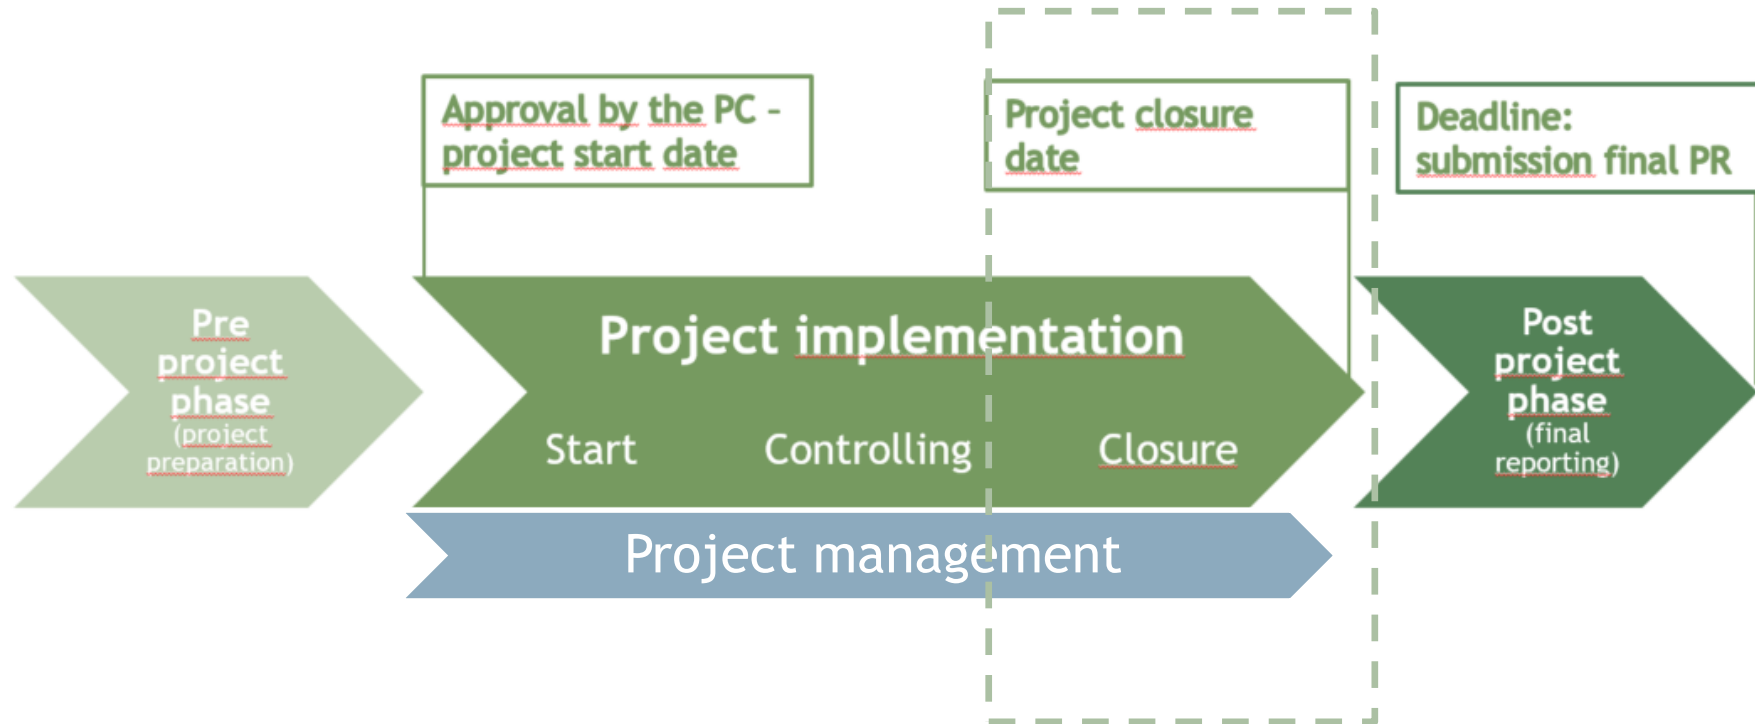 Approval by the PC –
project start date
Project closure
date
Deadline:
submission final PR
Pre
project
phase
(project
preparation)
Project implementation
Start
Controlling
Closure
Post
project
phase
(final
reporting)
Project management